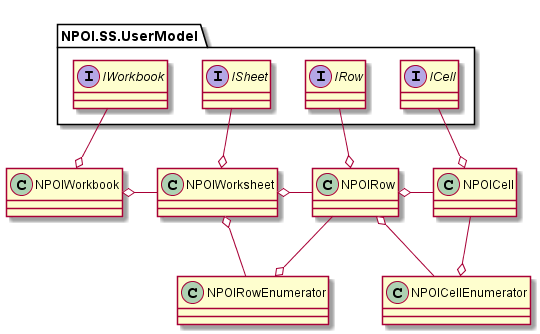 NPOI.SS.UserModel
I IWorkbook
I ISheet
I IRow
I ICell
C NPOIWorkbook
C NPOIWorksheet
C NPOIRow
C NPOICell
C NPOIRowEnumerator
C NPOICellEnumerator